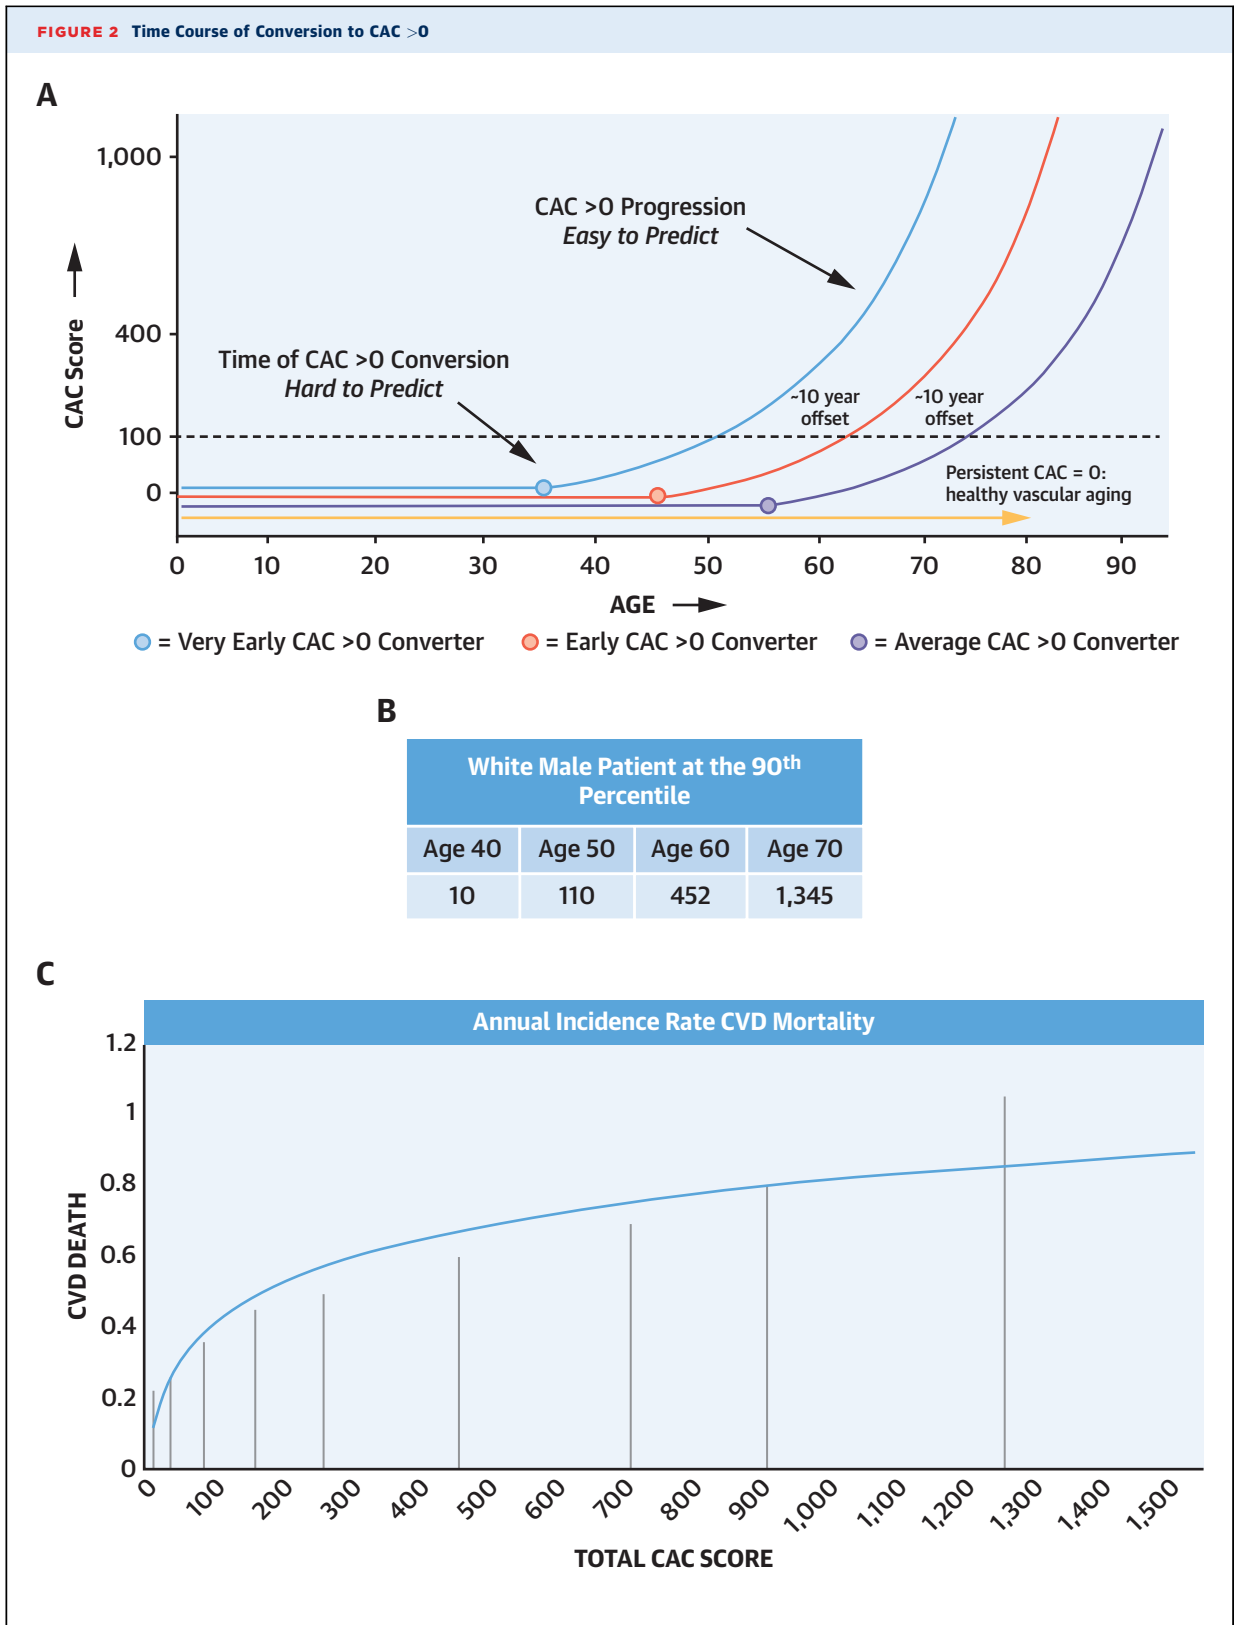 FIGURE 2 Time Course of Conversion to CAC >0
A
1,000
400
100
0
CAC Score
CAC >0 Progression
Easy to Predict
Time of CAC >0 Conversion
Hard to Predict
~10 year
offset
~10 year
offset
Persistent CAC = 0:
healthy vascular aging
0 10 20 30 40 50 60 70 80 90
AGE
= Very Early CAC >0 Converter = Early CAC >0 Converter = Average CAC >0 Converter
B
White Male Patient at the 90th
Percentile
Age 40 Age 50 Age 60 Age 70
10 110 452 1,345
C
Annual Incidence Rate CVD Mortality
1.2
1
0.8
0.6
0.4
0.2
0
CVD DEATH
0 100 200 300 400 500 600 700 800 900 1,000 1,100 1,200 1,300 1,400 1,500
TOTAL CAC SCORE